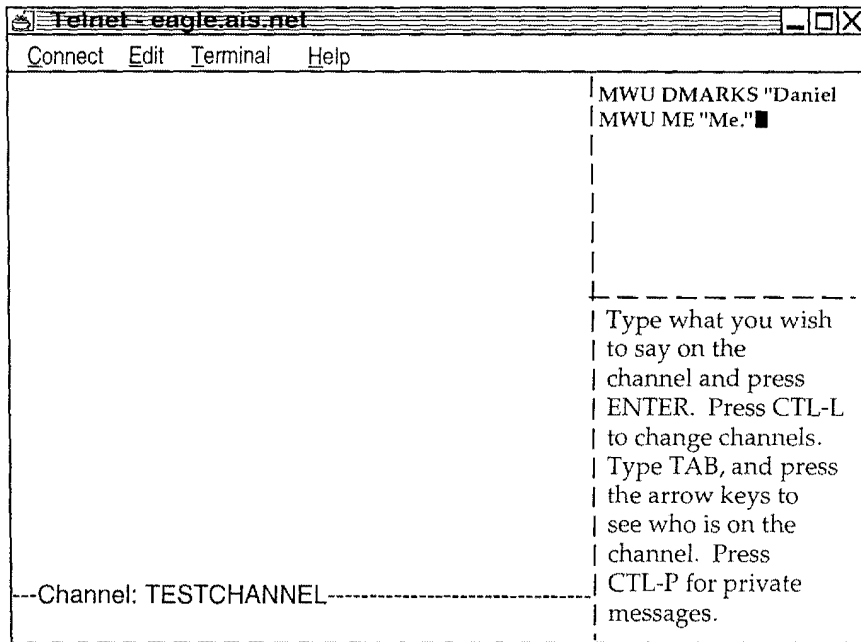 Telnet - eagle.ais.net
Connect Edit Terminal Help
MWU DMARKS "Daniel
MWU ME "Me."
Type what you wish
to say on the
channel and press
ENTER. Press CTL-L
to change channels.
Type TAB, and press
the arrow keys to
see who is on the
channel. Press
CTL-P for private
messages.
---Channel: TESTCHANNEL---